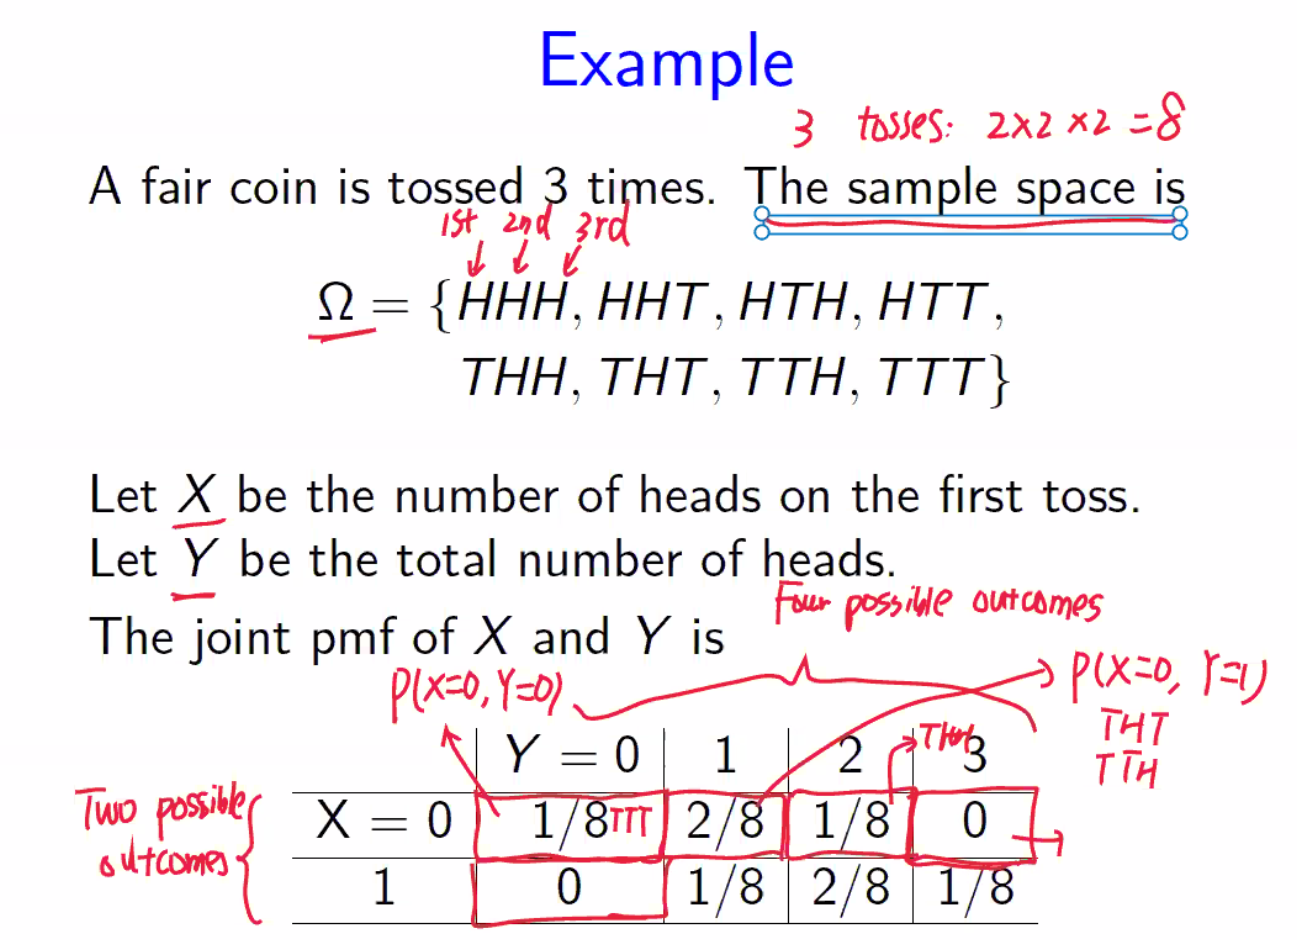 Example
3 tosses: 2×2×2=8
A fair coin is tossed 3 times. The sample space is
1st 2nd 3rd
Ω = {HHH, HHT, HTH, HTT,
THH, THT, TTH, TTT}
Let X be the number of heads on the first toss.
Let Y be the total number of heads.
Four possible outcomes
The joint pmf of X and Y is
P(X=0, Y=0)
P(X=0, Y=1)
THT
TTH
THH
Y = 0 1 2 3
Two possible
outcomes
X = 0 1/8 TTT 2/8 1/8 0
1 0 1/8 2/8 1/8